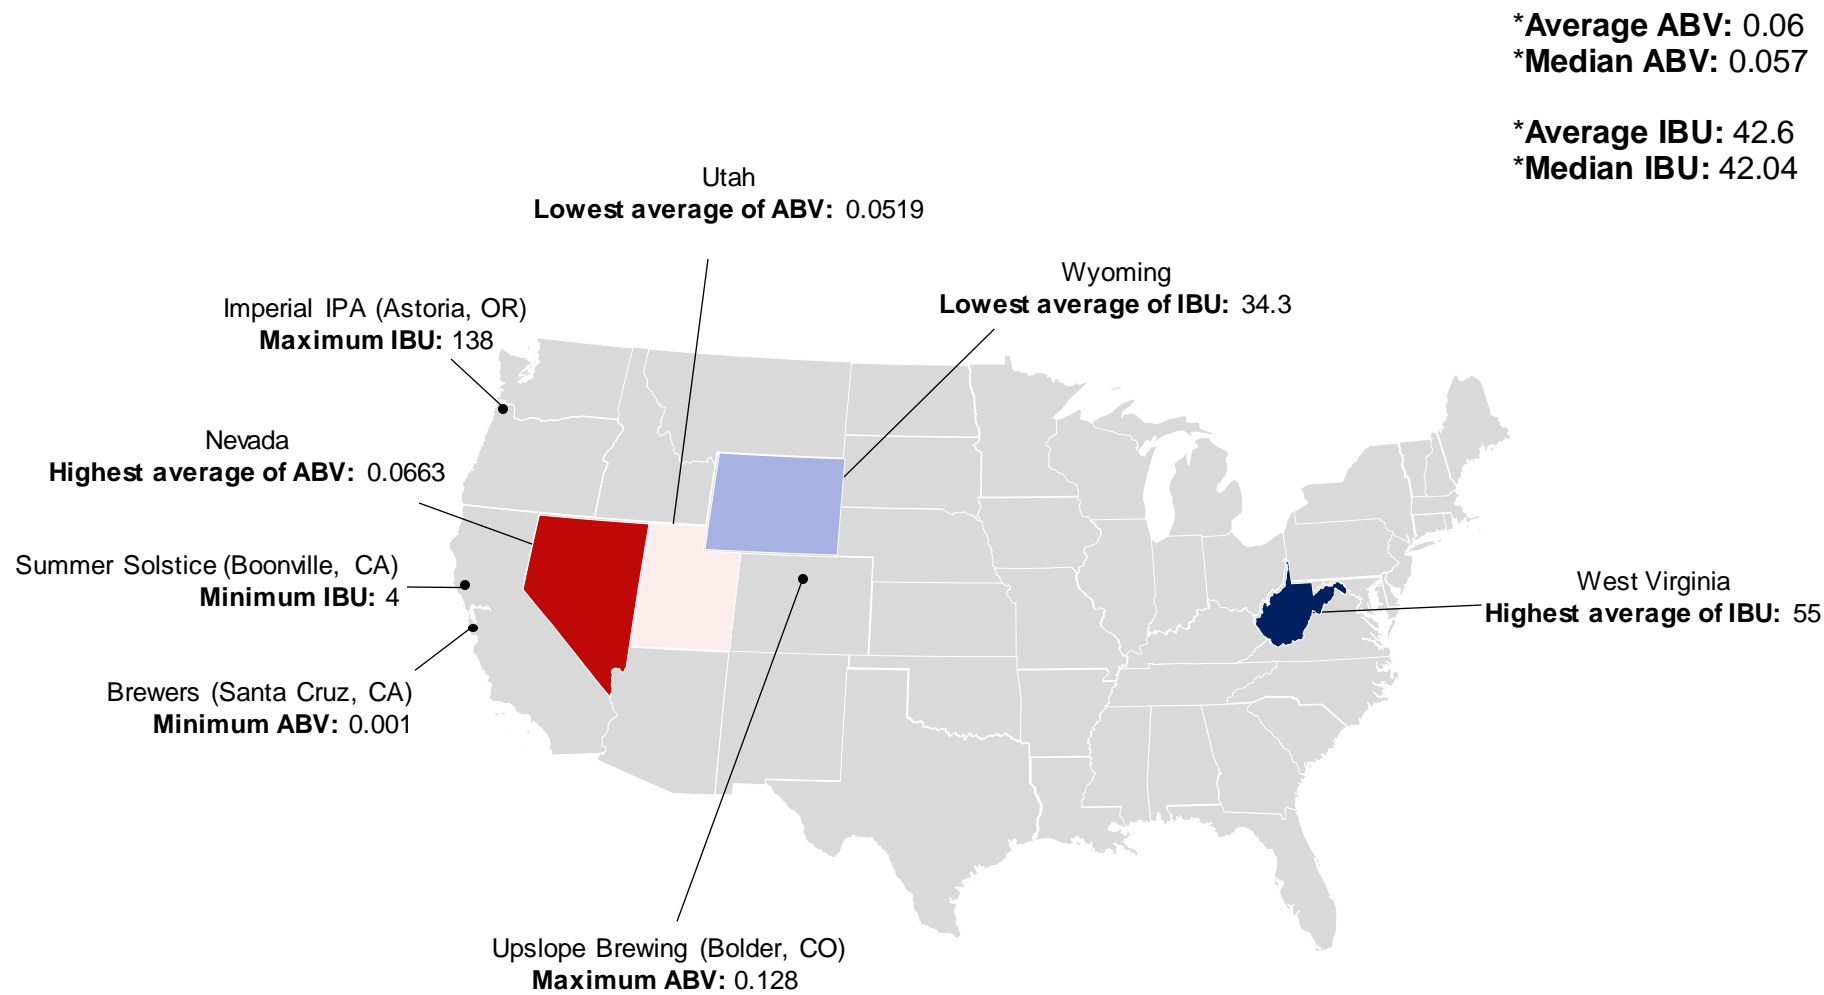 *Average ABV: 0.06
*Median ABV: 0.057
*Average IBU: 42.6
*Median IBU: 42.04
Utah
Lowest average of ABV: 0.0519
Wyoming
Lowest average of IBU: 34.3
Imperial IPA (Astoria, OR)
Maximum IBU: 138
Nevada
Highest average of ABV: 0.0663
Summer Solstice (Boonville, CA)
Minimum IBU: 4
West Virginia
Highest average of IBU: 55
Brewers (Santa Cruz, CA)
Minimum ABV: 0.001
Upslope Brewing (Bolder, CO)
Maximum ABV: 0.128